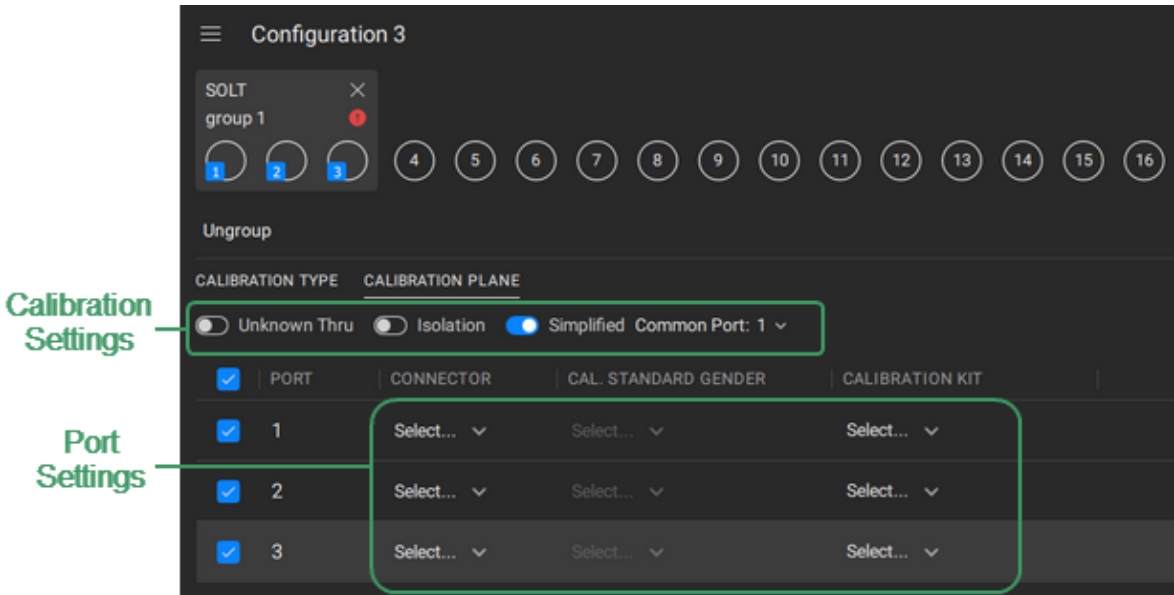 Configuration 3
SOLT
group 1
1 2 3 4 5 6 7 8 9 10 11 12 13 14 15 16
Ungroup
CALIBRATION TYPE CALIBRATION PLANE
Calibration
Settings
Unknown Thru Isolation Simplified Common Port: 1
PORT CONNECTOR CAL. STANDARD GENDER CALIBRATION KIT
Port
Settings
1 Select... Select... Select...
2 Select... Select... Select...
3 Select... Select... Select...